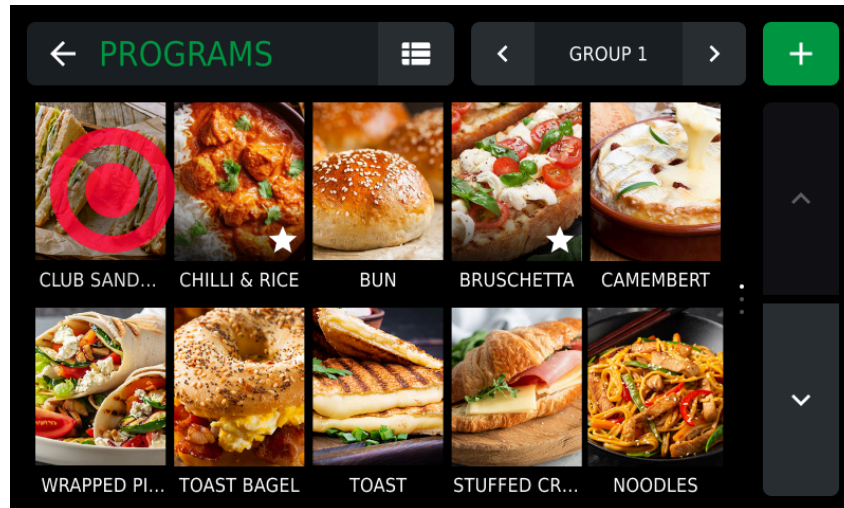 PROGRAMS
GROUP 1
CLUB SAND... CHILLI & RICE BUN BRUSCHETTA CAMEMBERT
WRAPPED PI... TOAST BAGEL TOAST STUFFED CR... NOODLES